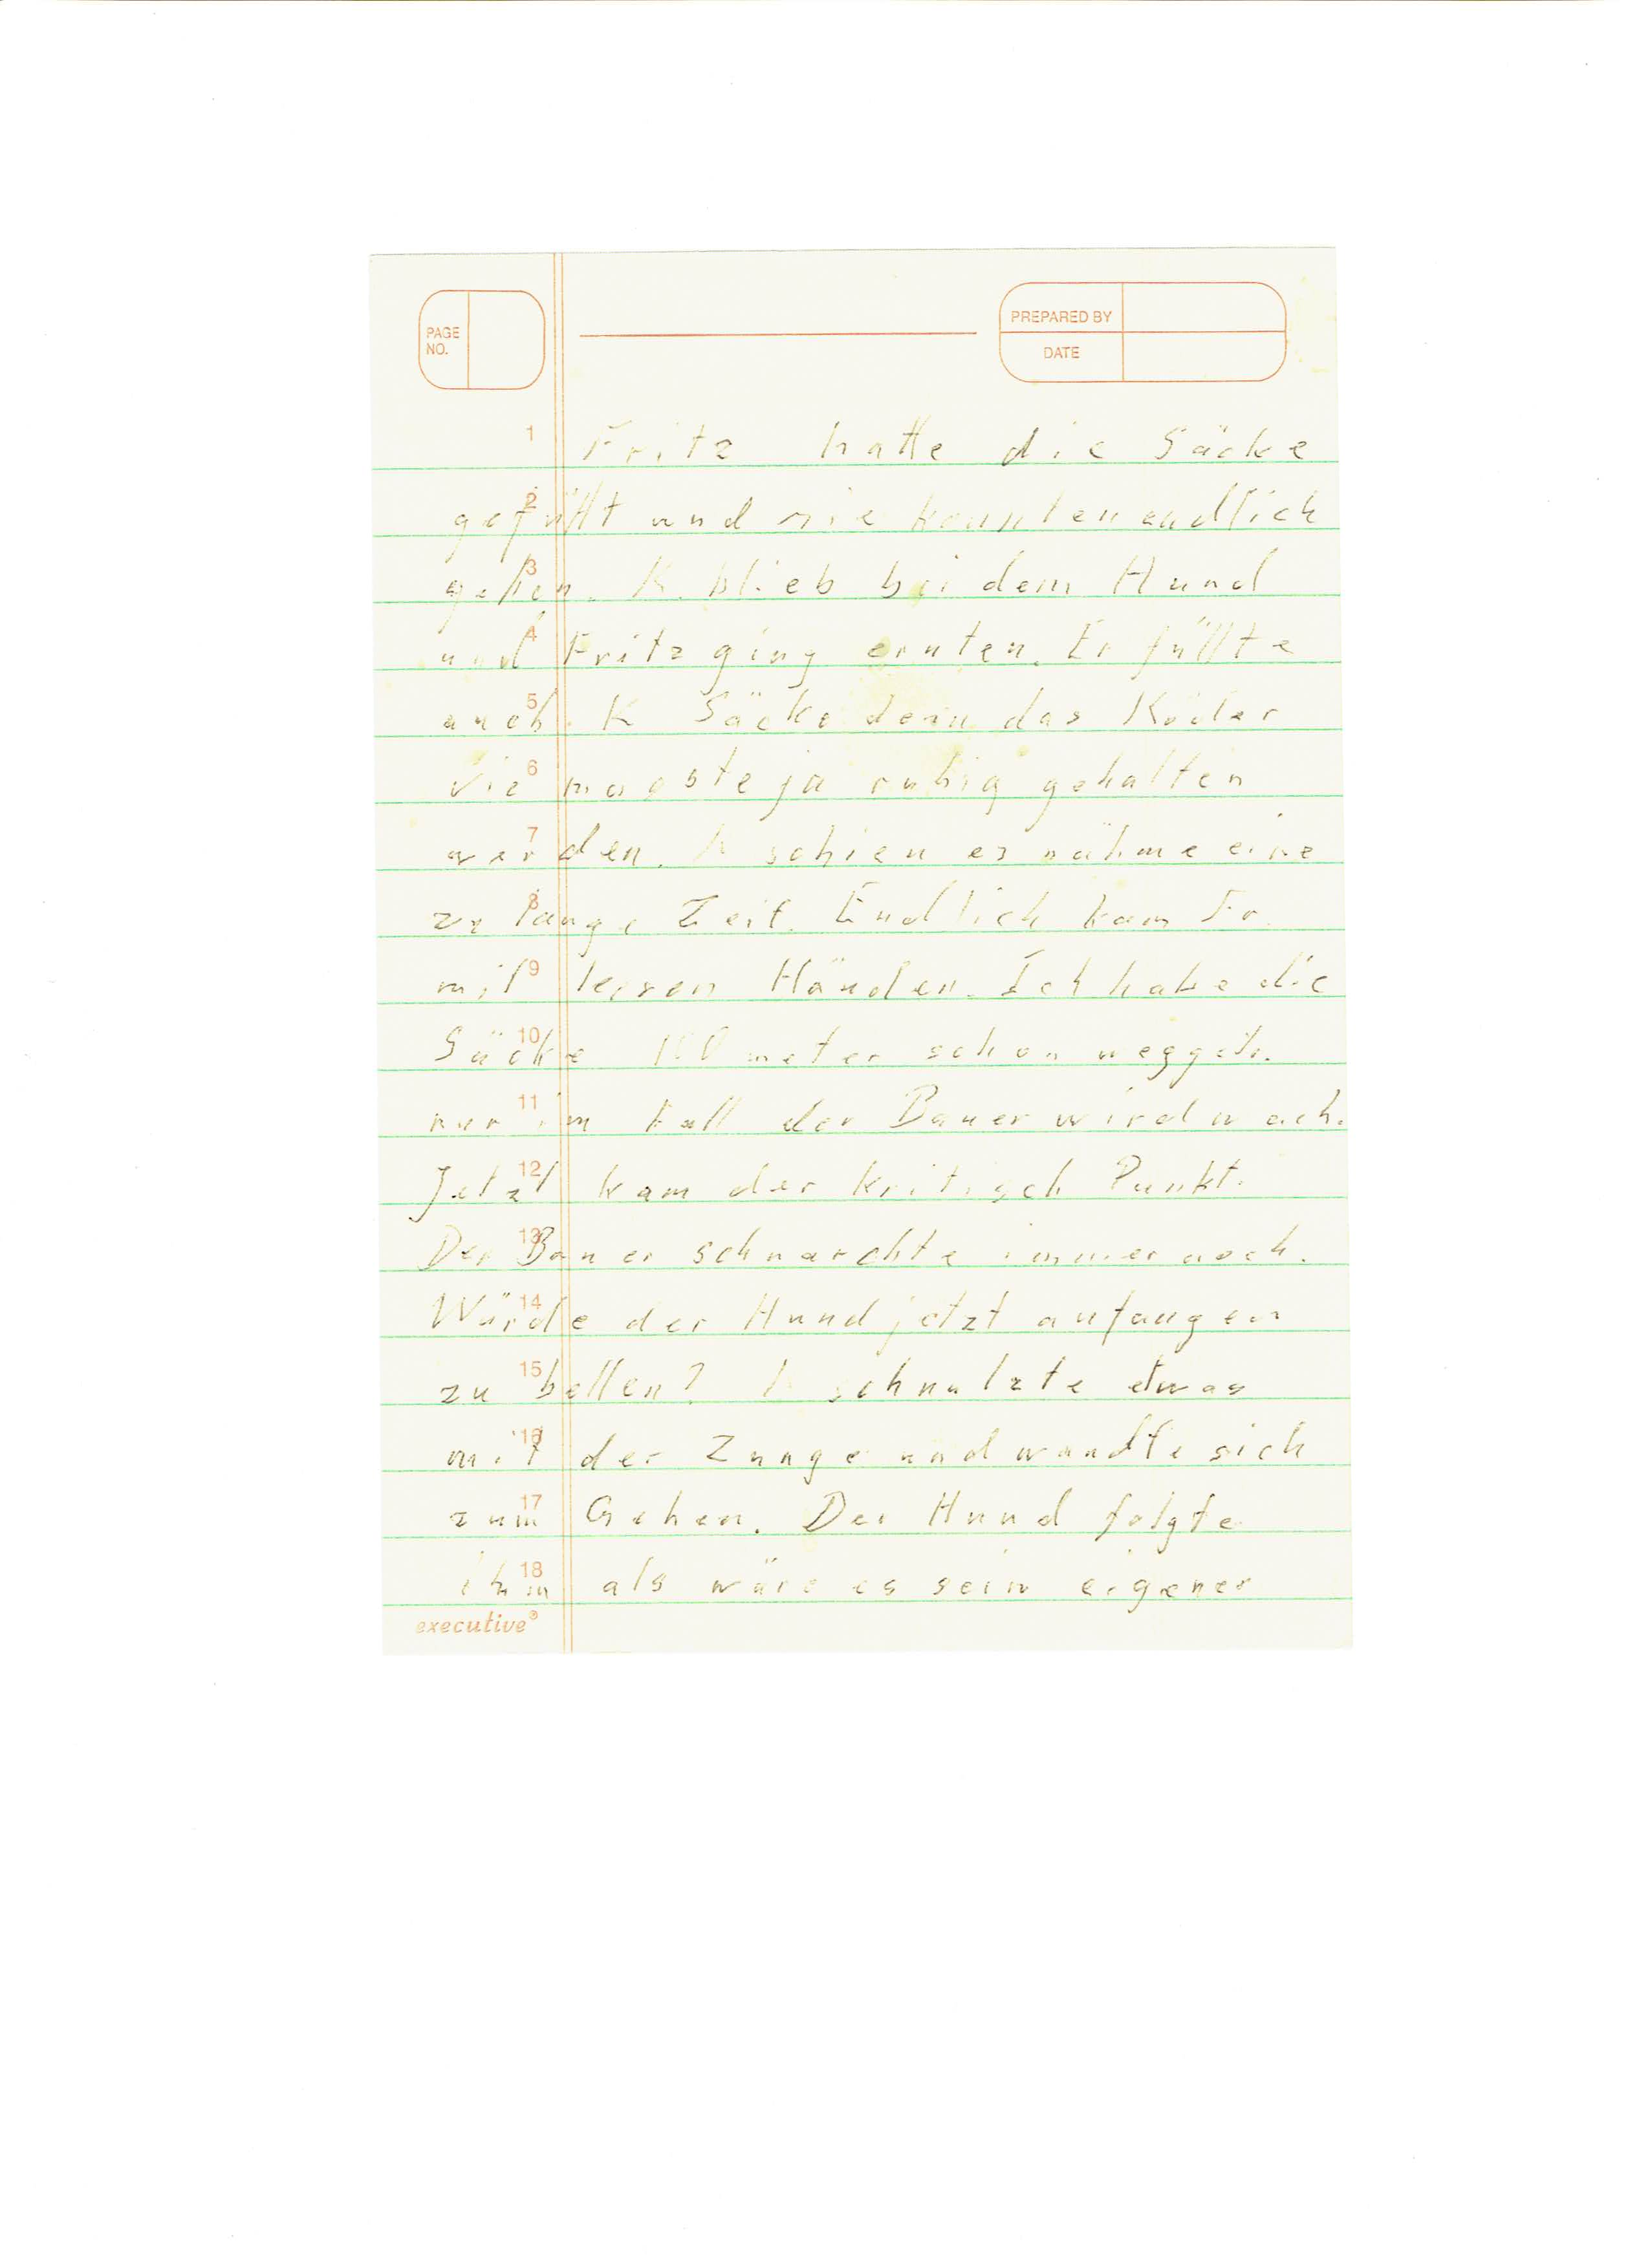 PAGE NO.
PREPARED BY
DATE
1 Fritz hatte die Säcke
2 gefüllt und sie konnten endlich
3 gehen. K. blieb bei dem Hund
4 und Fritz ging ernten. Er füllte
5 auch K Säcke denn das Köder
6 Vie musste ja ruhig gehalten
7 werden. K schien es nähme eine
8 zu lange Zeit. Endlich kam Fr.
9 mit leeren Händen. Ich habe die
10 Säcke 100 meter schon weggetr.
11 nur im Fall der Bauer wird wach.
12 Jetzt kam der kritisch Punkt.
13 Der Bauer schnarchte immer noch.
14 Würde der Hund jetzt anfangen
15 zu bellen? K schnalzte etwas
16 mit der Zunge und wandte sich
17 zum Gehen. Der Hund folgte
18 ihm als wäre es sein eigener
executive®